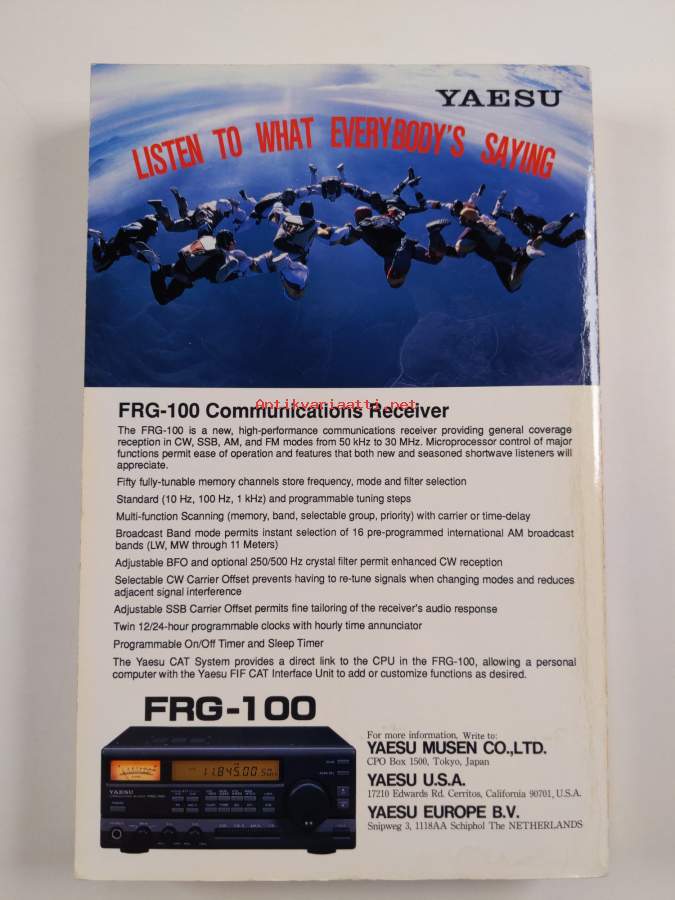 YAESU
LISTEN TO WHAT EVERYBODY'S SAYING
Antikvariaatti.net
FRG-100 Communications Receiver
The FRG-100 is a new, high-performance communications receiver providing general coverage
reception in CW, SSB, AM, and FM modes from 50 kHz to 30 MHz. Microprocessor control of major
functions permit ease of operation and features that both new and seasoned shortwave listeners will
appreciate.
Fifty fully-tunable memory channels store frequency, mode and filter selection
Standard (10 Hz, 100 Hz, 1 kHz) and programmable tuning steps
Multi-function Scanning (memory, band, selectable group, priority) with carrier or time-delay
Broadcast Band mode permits instant selection of 16 pre-programmed international AM broadcast
bands (LW, MW through 11 Meters)
Adjustable BFO and optional 250/500 Hz crystal filter permit enhanced CW reception
Selectable CW Carrier Offset prevents having to re-tune signals when changing modes and reduces
adjacent signal interference
Adjustable SSB Carrier Offset permits fine tailoring of the receiver's audio response
Twin 12/24-hour programmable clocks with hourly time annunciator
Programmable On/Off Timer and Sleep Timer
The Yaesu CAT System provides a direct link to the CPU in the FRG-100, allowing a personal
computer with the Yaesu FIF CAT Interface Unit to add or customize functions as desired.
FRG-100
11.845.00
YAESU
For more information, Write to:
YAESU MUSEN CO.,LTD.
CPO Box 1500, Tokyo, Japan
YAESU U.S.A.
17210 Edwards Rd. Cerritos, California 90701, U.S.A.
YAESU EUROPE B.V.
Snipweg 3, 1118AA Schiphol The NETHERLANDS